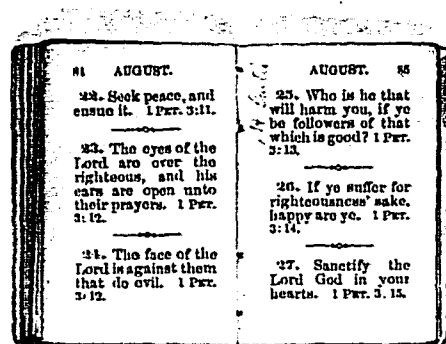 84 AUGUST.
22. Seek peace, and
ensue it. 1 PET. 3:11.
23. The eyes of the
Lord are over the
righteous, and his
ears are open unto
their prayers. 1 PET.
3:12.
24. The face of the
Lord is against them
that do evil. 1 PET.
3:12.
AUGUST. 85
25. Who is he that
will harm you, if ye
be followers of that
which is good? 1 PET.
3:13.
26. If ye suffer for
righteousness' sake,
happy are ye. 1 PET.
3:14.
27. Sanctify the
Lord God in your
hearts. 1 PET. 3. 15.